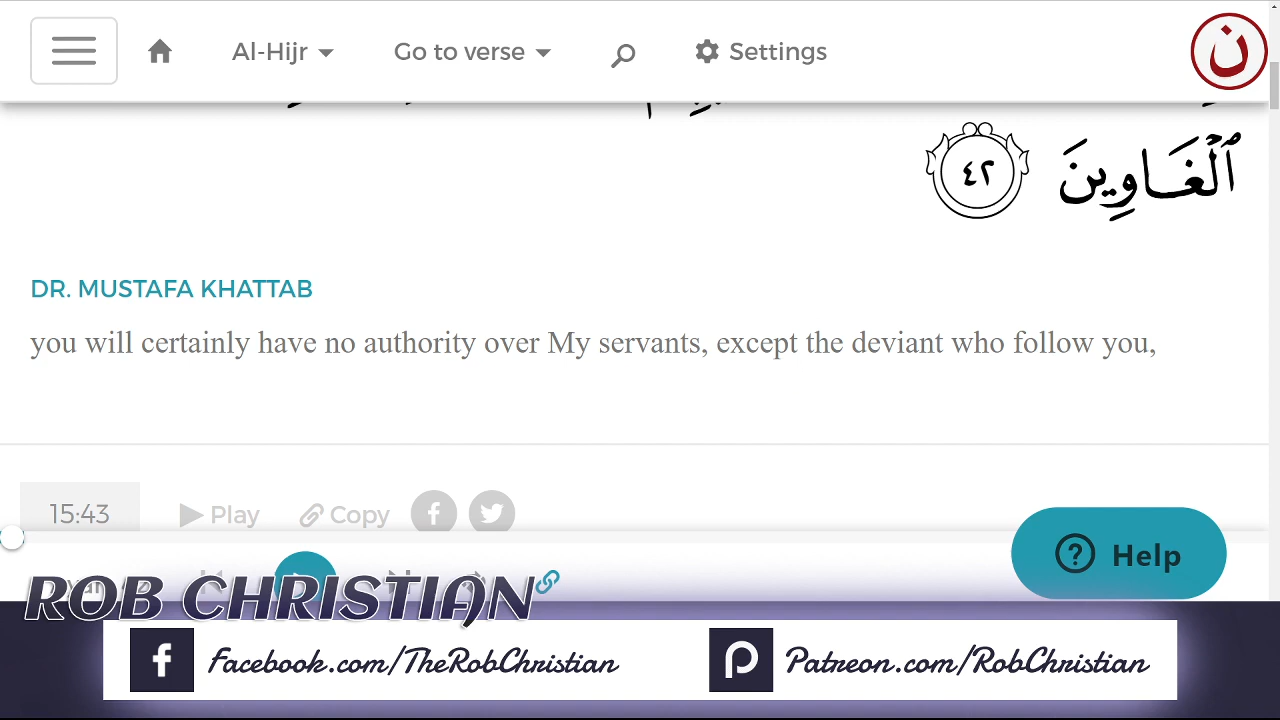 Al-Hijr Go to verse Settings ن
ٱلْغَاوِينَ ٤٢
DR. MUSTAFA KHATTAB
you will certainly have no authority over My servants, except the deviant who follow you,
15:43 Play Copy
Help
ROB CHRISTIAN
Facebook.com/TheRobChristian Patreon.com/RobChristian